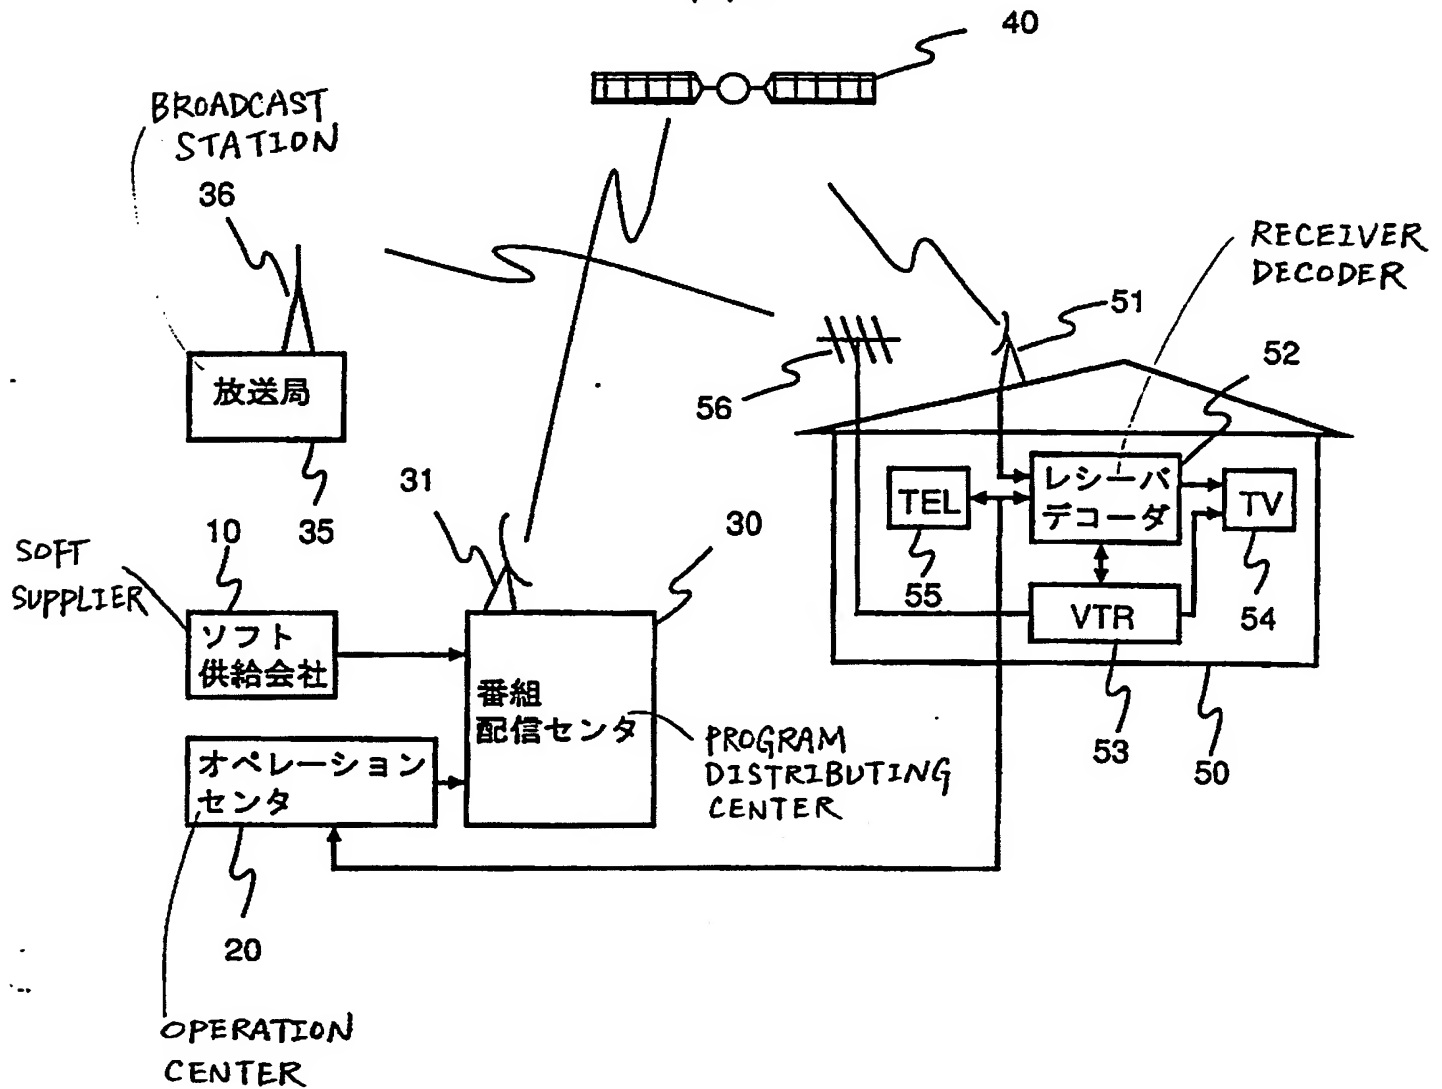 40
BROADCAST
STATION
36
RECEIVER
DECODER
51
52
56
放送局
35
31
30
レシーバ
デコーダ
TEL
TV
55
54
VTR
53
50
10
SOFT
SUPPLIER
ソフト
供給会社
番組
配信センタ
PROGRAM
DISTRIBUTING
CENTER
オペレーション
センタ
20
OPERATION
CENTER